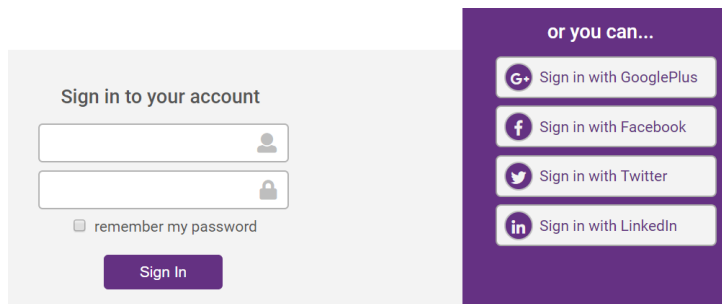 Sign in to your account
remember my password
Sign In
or you can...
G+ Sign in with GooglePlus
f Sign in with Facebook
Sign in with Twitter
in Sign in with LinkedIn